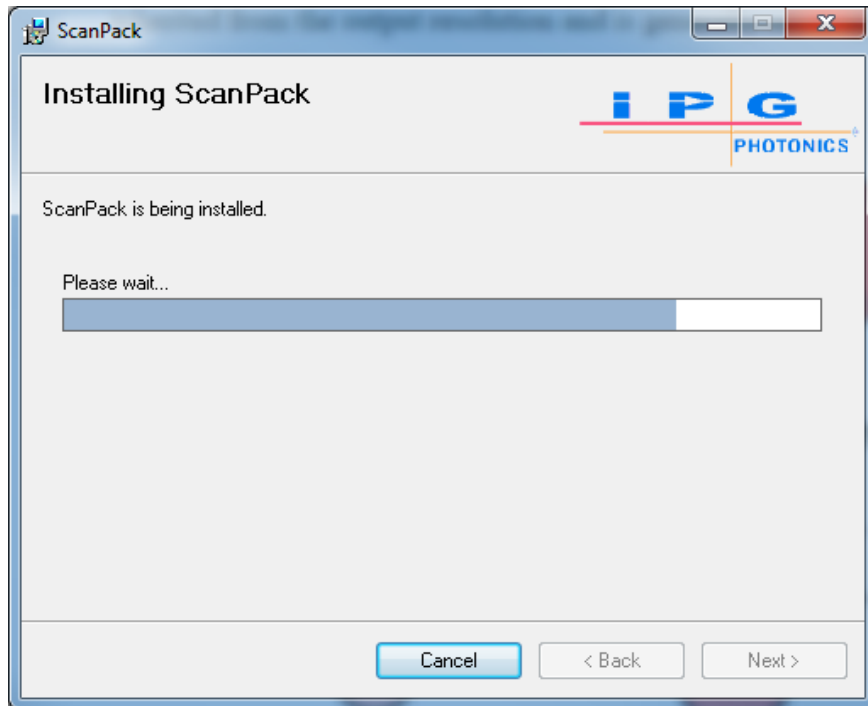 ScanPack
Installing ScanPack
IPG
PHOTONICS
ScanPack is being installed.
Please wait...
Cancel
< Back
Next >